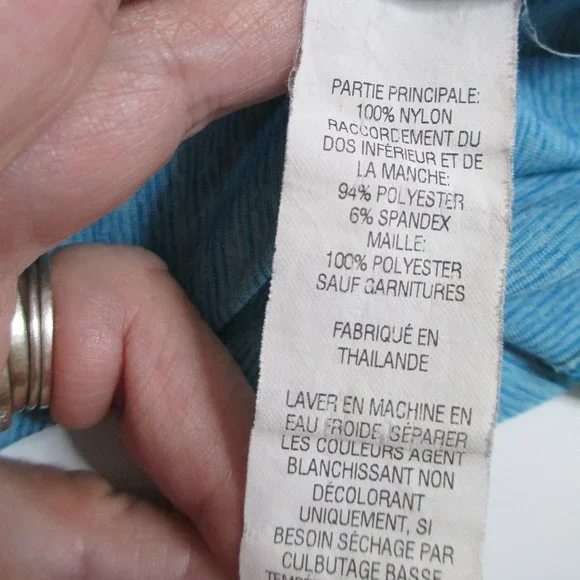 PARTIE PRINCIPALE:
100% NYLON
RACCORDEMENT DU
DOS INFÉRIEUR ET DE
LA MANCHE:
94% POLYESTER
6% SPANDEX
MAILLE:
100% POLYESTER
SAUF GARNITURES
FABRIQUÉ EN
THAILANDE
LAVER EN MACHINE EN
EAU FROIDE SÉPARER
LES COULEURS AGENT
BLANCHISSANT NON
DÉCOLORANT
UNIQUEMENT, SI
BESOIN SÉCHAGE PAR
CULBUTAGE BASSE